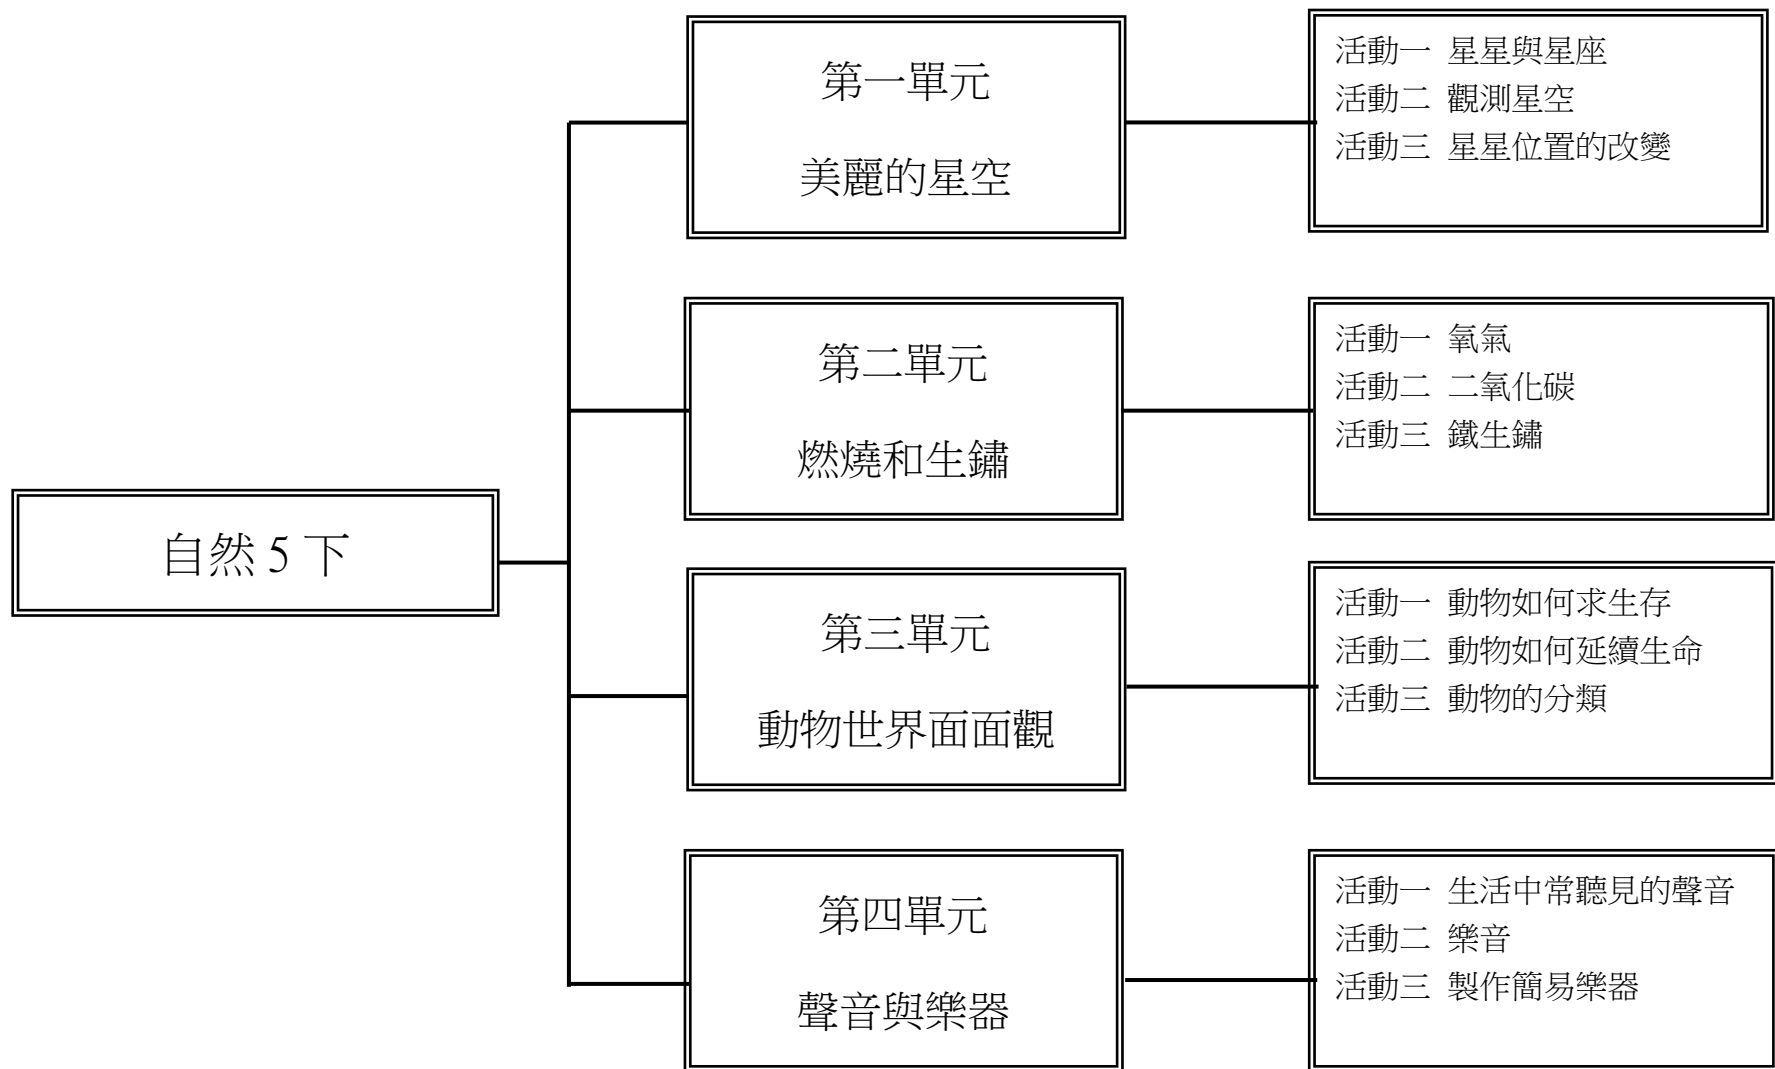 自然5下
第一單元
美麗的星空
活動一 星星與星座
活動二 觀測星空
活動三 星星位置的改變
第二單元
燃燒和生鏽
活動一 氧氣
活動二 二氧化碳
活動三 鐵生鏽
第三單元
動物世界面面觀
活動一 動物如何求生存
活動二 動物如何延續生命
活動三 動物的分類
第四單元
聲音與樂器
活動一 生活中常聽見的聲音
活動二 樂音
活動三 製作簡易樂器